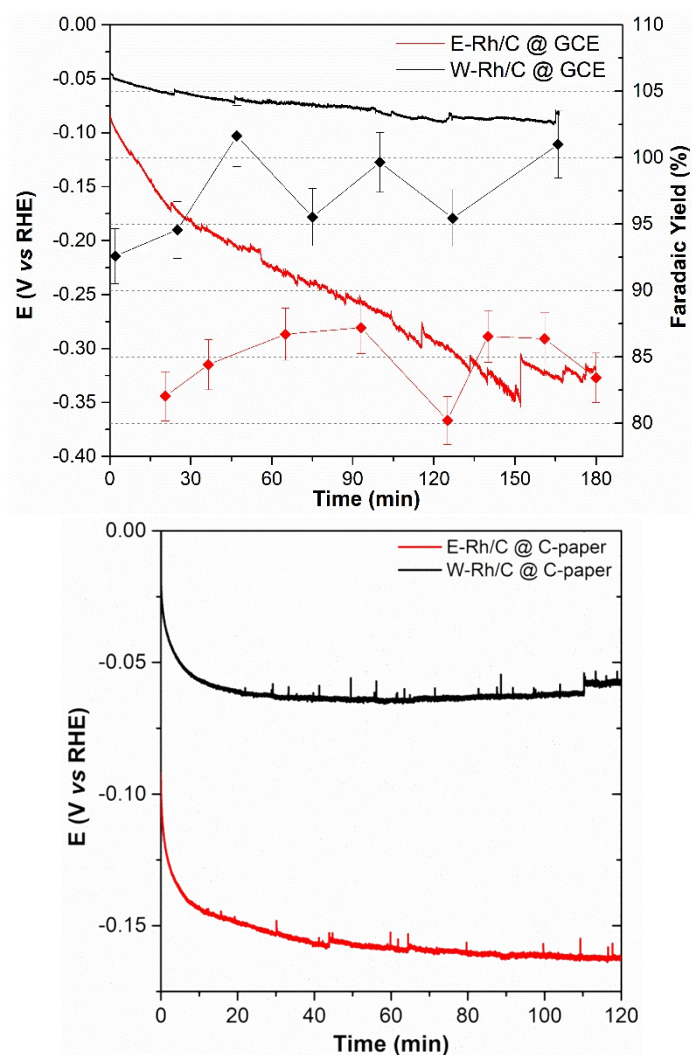 E-Rh/C @ GCE
W-Rh/C @ GCE
E (V vs RHE)
0.00
-0.05
-0.10
-0.15
-0.20
-0.25
-0.30
-0.35
-0.40
110
105
100
95
90
85
80
Faradaic Yield (%)
0 30 60 90 120 150 180
Time (min)
E-Rh/C @ C-paper
W-Rh/C @ C-paper
E (V vs RHE)
0.00
-0.05
-0.10
-0.15
0 20 40 60 80 100 120
Time (min)